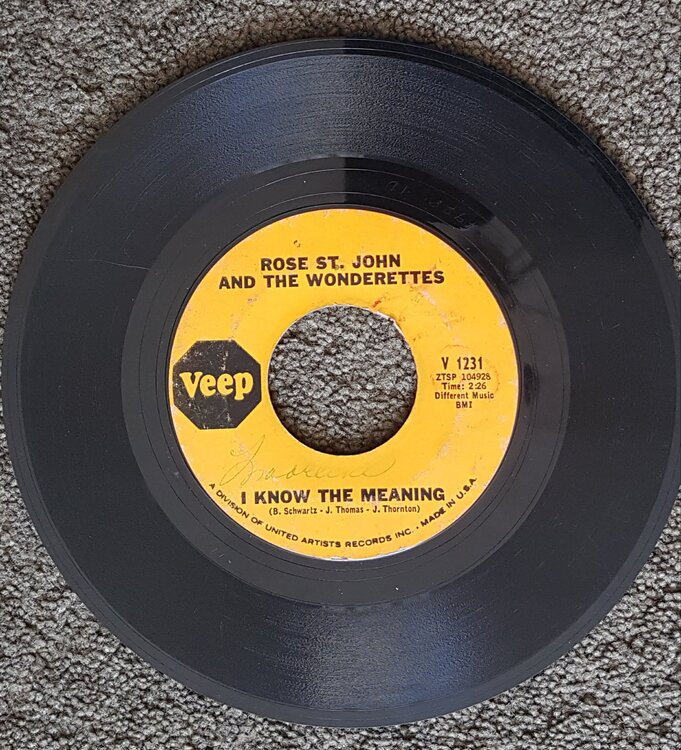 ROSE ST. JOHN
AND THE WONDERETTES
veep
V 1231
ZTSP 104928
Time: 2:26
Different Music
BMI
I KNOW THE MEANING
(B. Schwartz - J. Thomas - J. Thornton)
A DIVISION OF UNITED ARTISTS RECORDS INC. • MADE IN U.S.A.